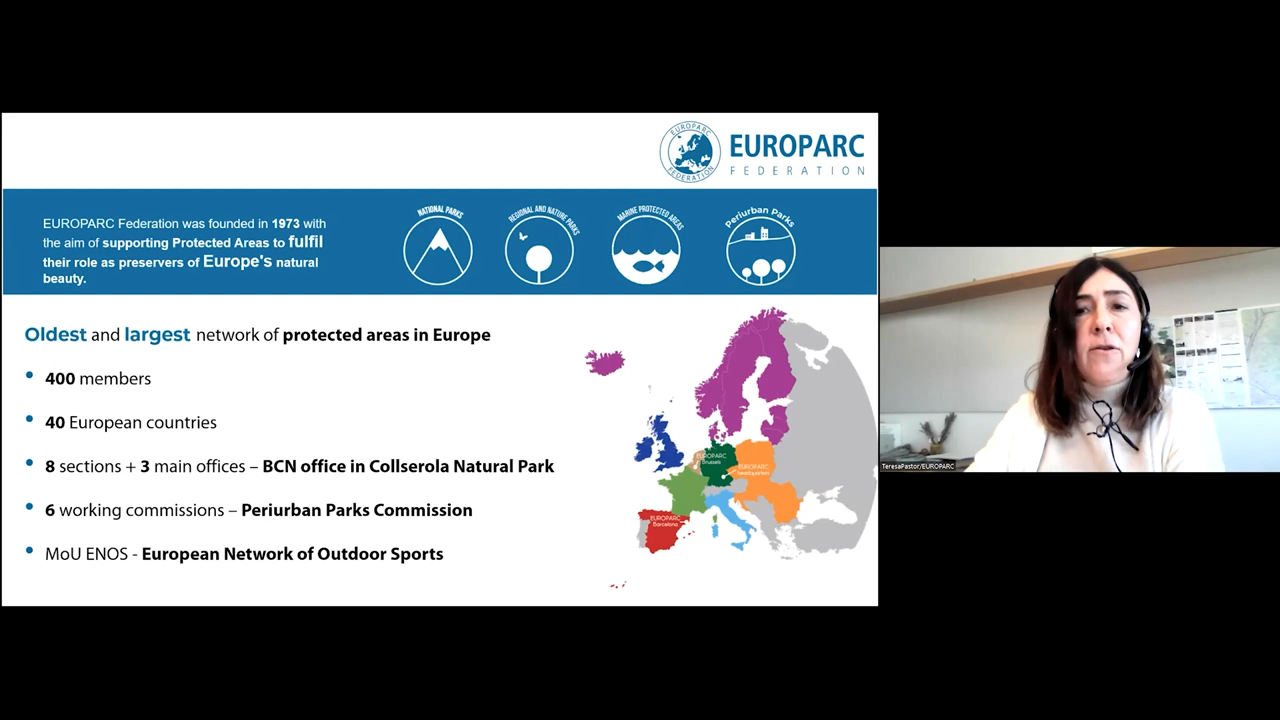 EUROPARC
FEDERATION
EUROPARC
FEDERATION
EUROPARC Federation was founded in 1973 with
the aim of supporting Protected Areas to fulfil
their role as preservers of Europe's natural
beauty.
NATIONAL PARKS
REGIONAL AND NATURE PARKS
MARINE PROTECTED AREAS
Periurban Parks
Oldest and largest network of protected areas in Europe
• 400 members
• 40 European countries
• 8 sections + 3 main offices – BCN office in Collserola Natural Park
• 6 working commissions – Periurban Parks Commission
• MoU ENOS - European Network of Outdoor Sports
EUROPARC
Brussels
EUROPARC
headquarters
EUROPARC
Barcelona
TeresaPastor/EUROPARC